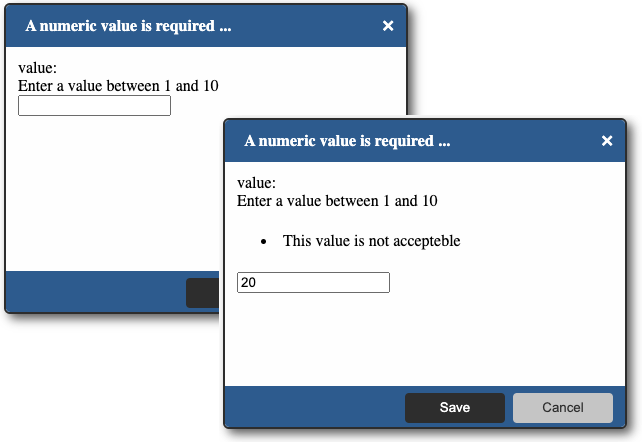 A numeric value is required ...
×
value:
Enter a value between 1 and 10
A numeric value is required ...
×
value:
Enter a value between 1 and 10
• This value is not accepteble
20
Save
Cancel